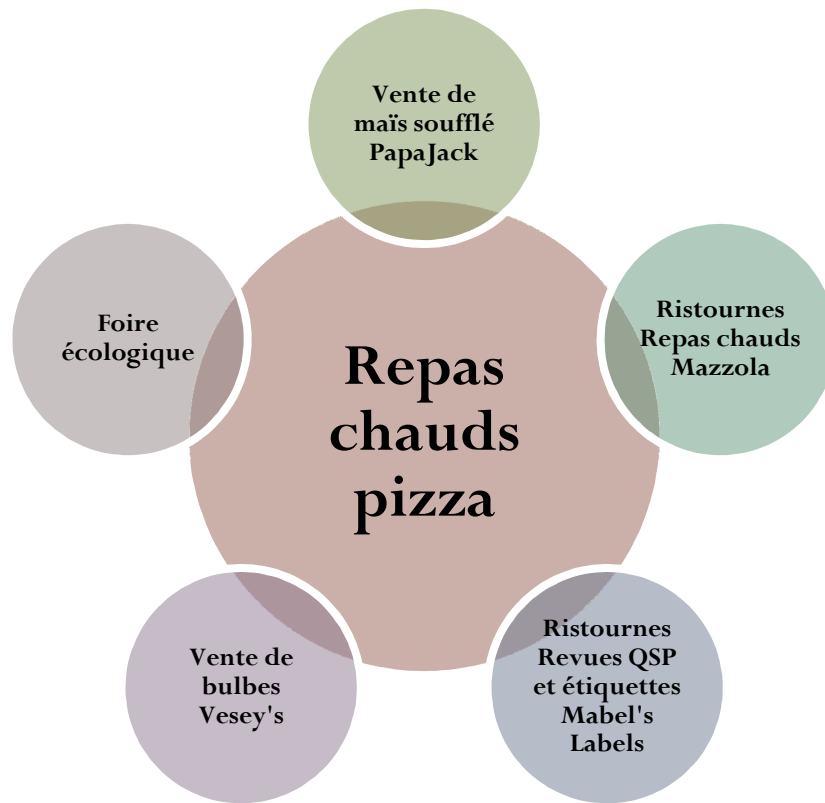 Vente de
maïs soufflé
PapaJack
Ristournes
Repas chauds
Mazzola
Foire
écologique
Repas
chauds
pizza
Ristournes
Revues QSP
et étiquettes
Mabel's
Labels
Vente de
bulbes
Vesey's